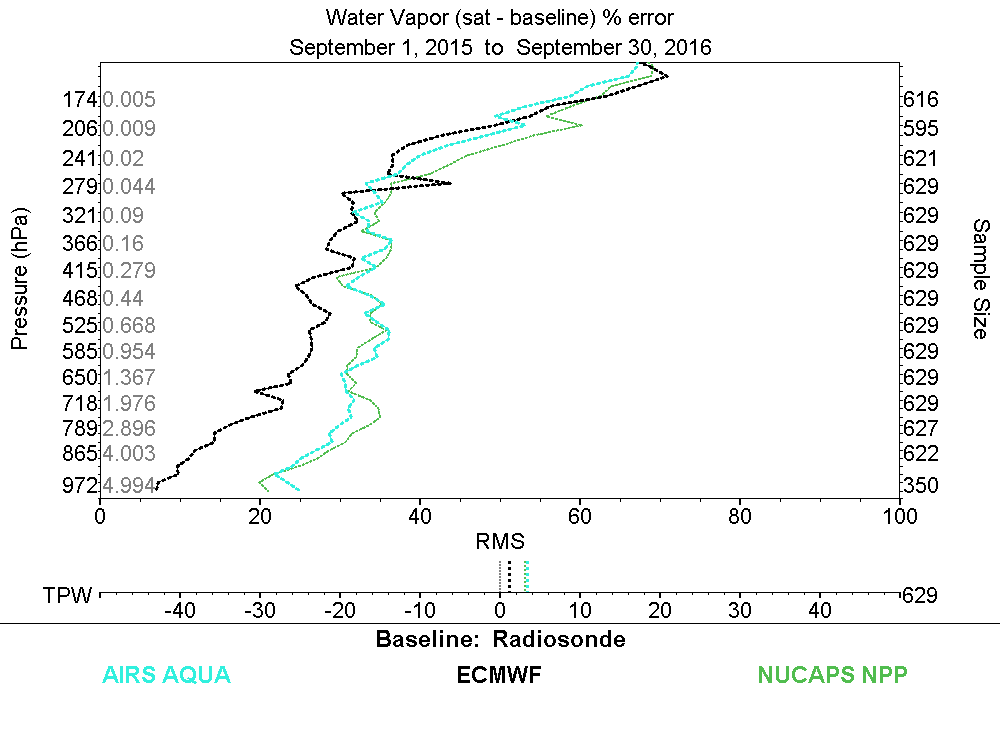 Water Vapor (sat - baseline) % error
September 1, 2015 to September 30, 2016
Pressure (hPa)
174 0.005 616
206 0.009 595
241 0.02 621
279 0.044 629
321 0.09 629
366 0.16 629
415 0.279 629
468 0.44 629
525 0.668 629
585 0.954 629
650 1.367 629
718 1.976 629
789 2.896 627
865 4.003 622
972 4.994 350
Sample Size
0 20 40 60 80 100
RMS
TPW 629
-40 -30 -20 -10 0 10 20 30 40
Baseline: Radiosonde
AIRS AQUA ECMWF NUCAPS NPP